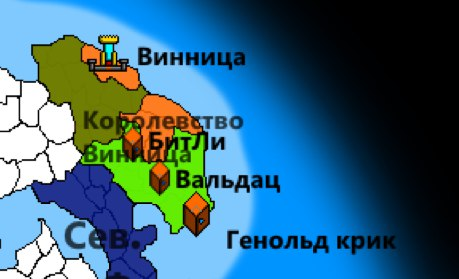 Винница
Королевство
БитЛи
Винница
Вальдац
Сев.
Генольд крик